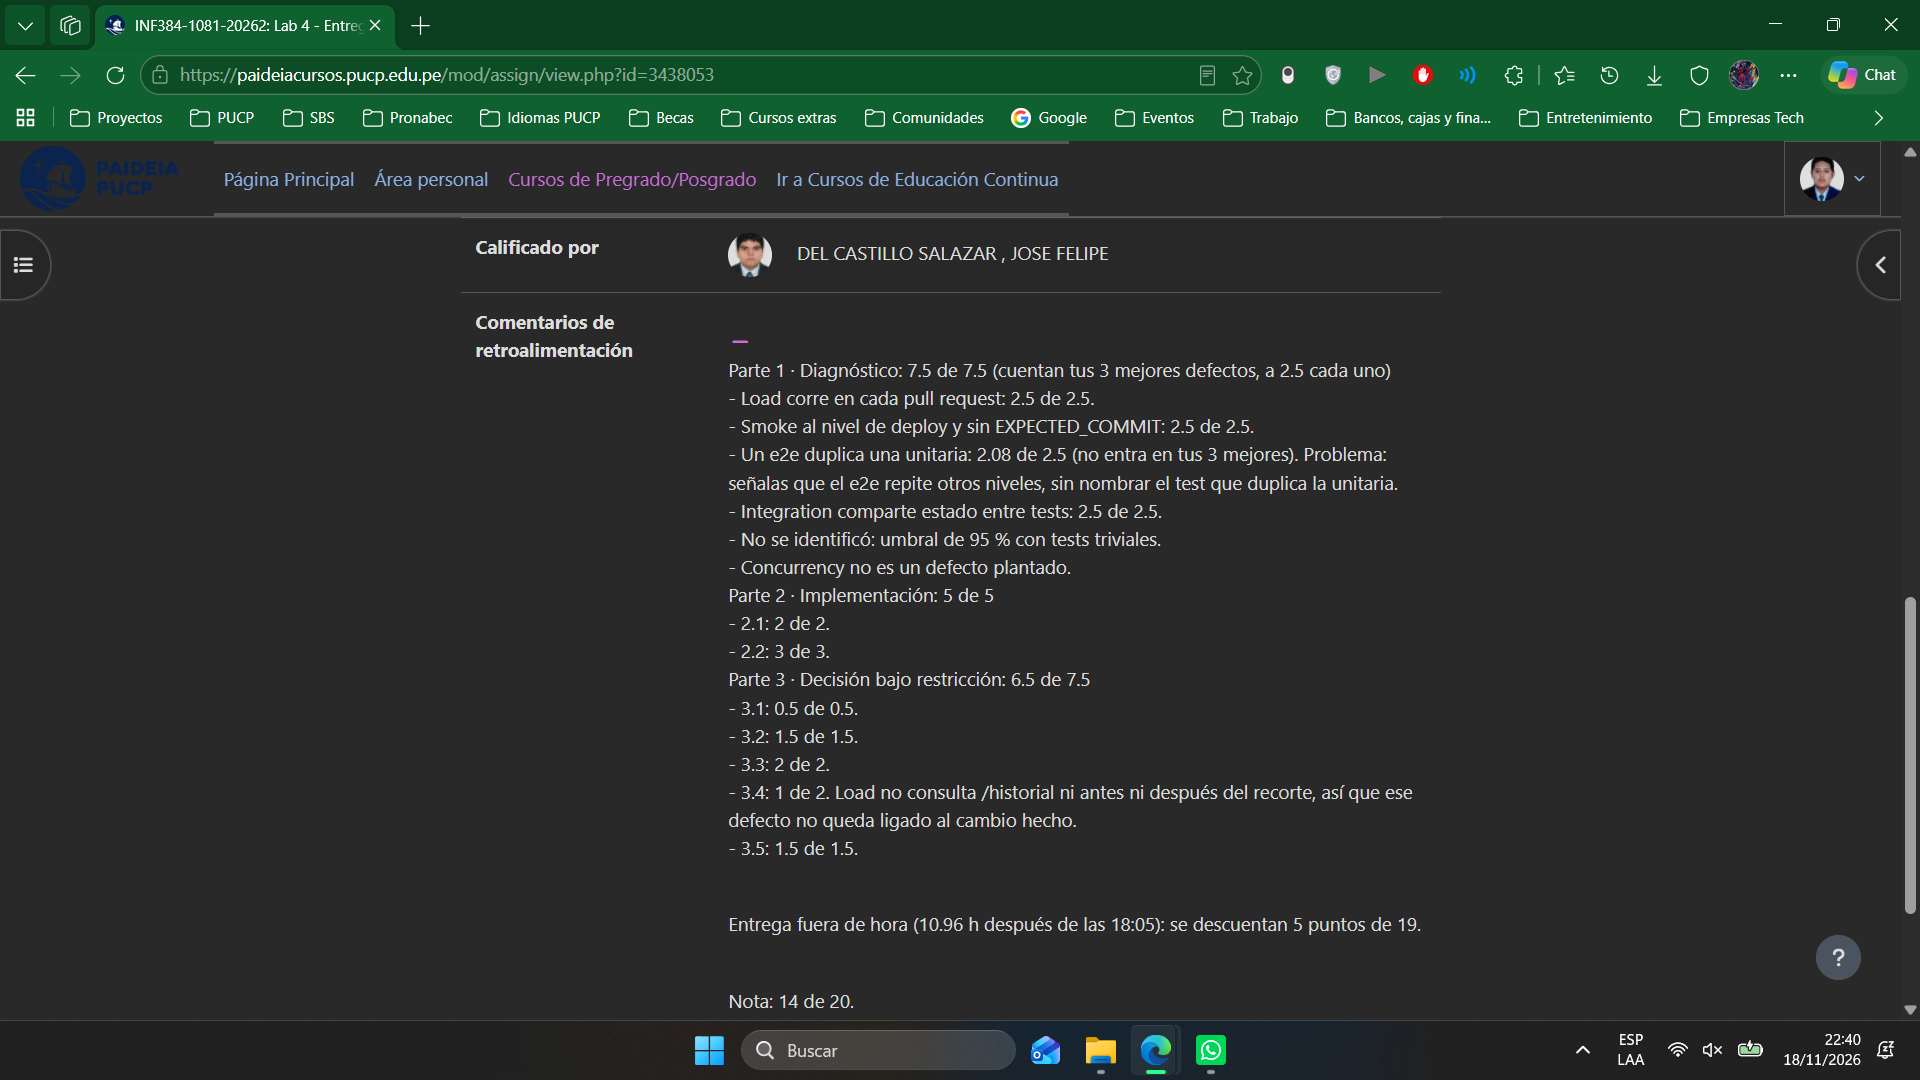 INF384-1081-20262: Lab 4 - Entre
https://paideiacursos.pucp.edu.pe/mod/assign/view.php?id=3438053
Chat
Proyectos
PUCP
SBS
Pronabec
Idiomas PUCP
Becas
Cursos extras
Comunidades
Google
Eventos
Trabajo
Bancos, cajas y fina...
Entretenimiento
Empresas Tech
PAIDEIA
PUCP
Página Principal
Área personal
Cursos de Pregrado/Posgrado
Ir a Cursos de Educación Continua
Calificado por
DEL CASTILLO SALAZAR , JOSE FELIPE
Comentarios de
retroalimentación
Parte 1 · Diagnóstico: 7.5 de 7.5 (cuentan tus 3 mejores defectos, a 2.5 cada uno)
- Load corre en cada pull request: 2.5 de 2.5.
- Smoke al nivel de deploy y sin EXPECTED_COMMIT: 2.5 de 2.5.
- Un e2e duplica una unitaria: 2.08 de 2.5 (no entra en tus 3 mejores). Problema:
señalas que el e2e repite otros niveles, sin nombrar el test que duplica la unitaria.
- Integration comparte estado entre tests: 2.5 de 2.5.
- No se identificó: umbral de 95 % con tests triviales.
- Concurrency no es un defecto plantado.
Parte 2 · Implementación: 5 de 5
- 2.1: 2 de 2.
- 2.2: 3 de 3.
Parte 3 · Decisión bajo restricción: 6.5 de 7.5
- 3.1: 0.5 de 0.5.
- 3.2: 1.5 de 1.5.
- 3.3: 2 de 2.
- 3.4: 1 de 2. Load no consulta /historial ni antes ni después del recorte, así que ese
defecto no queda ligado al cambio hecho.
- 3.5: 1.5 de 1.5.
Entrega fuera de hora (10.96 h después de las 18:05): se descuentan 5 puntos de 19.
Nota: 14 de 20.
?
Buscar
ESP
LAA
22:40
18/11/2026